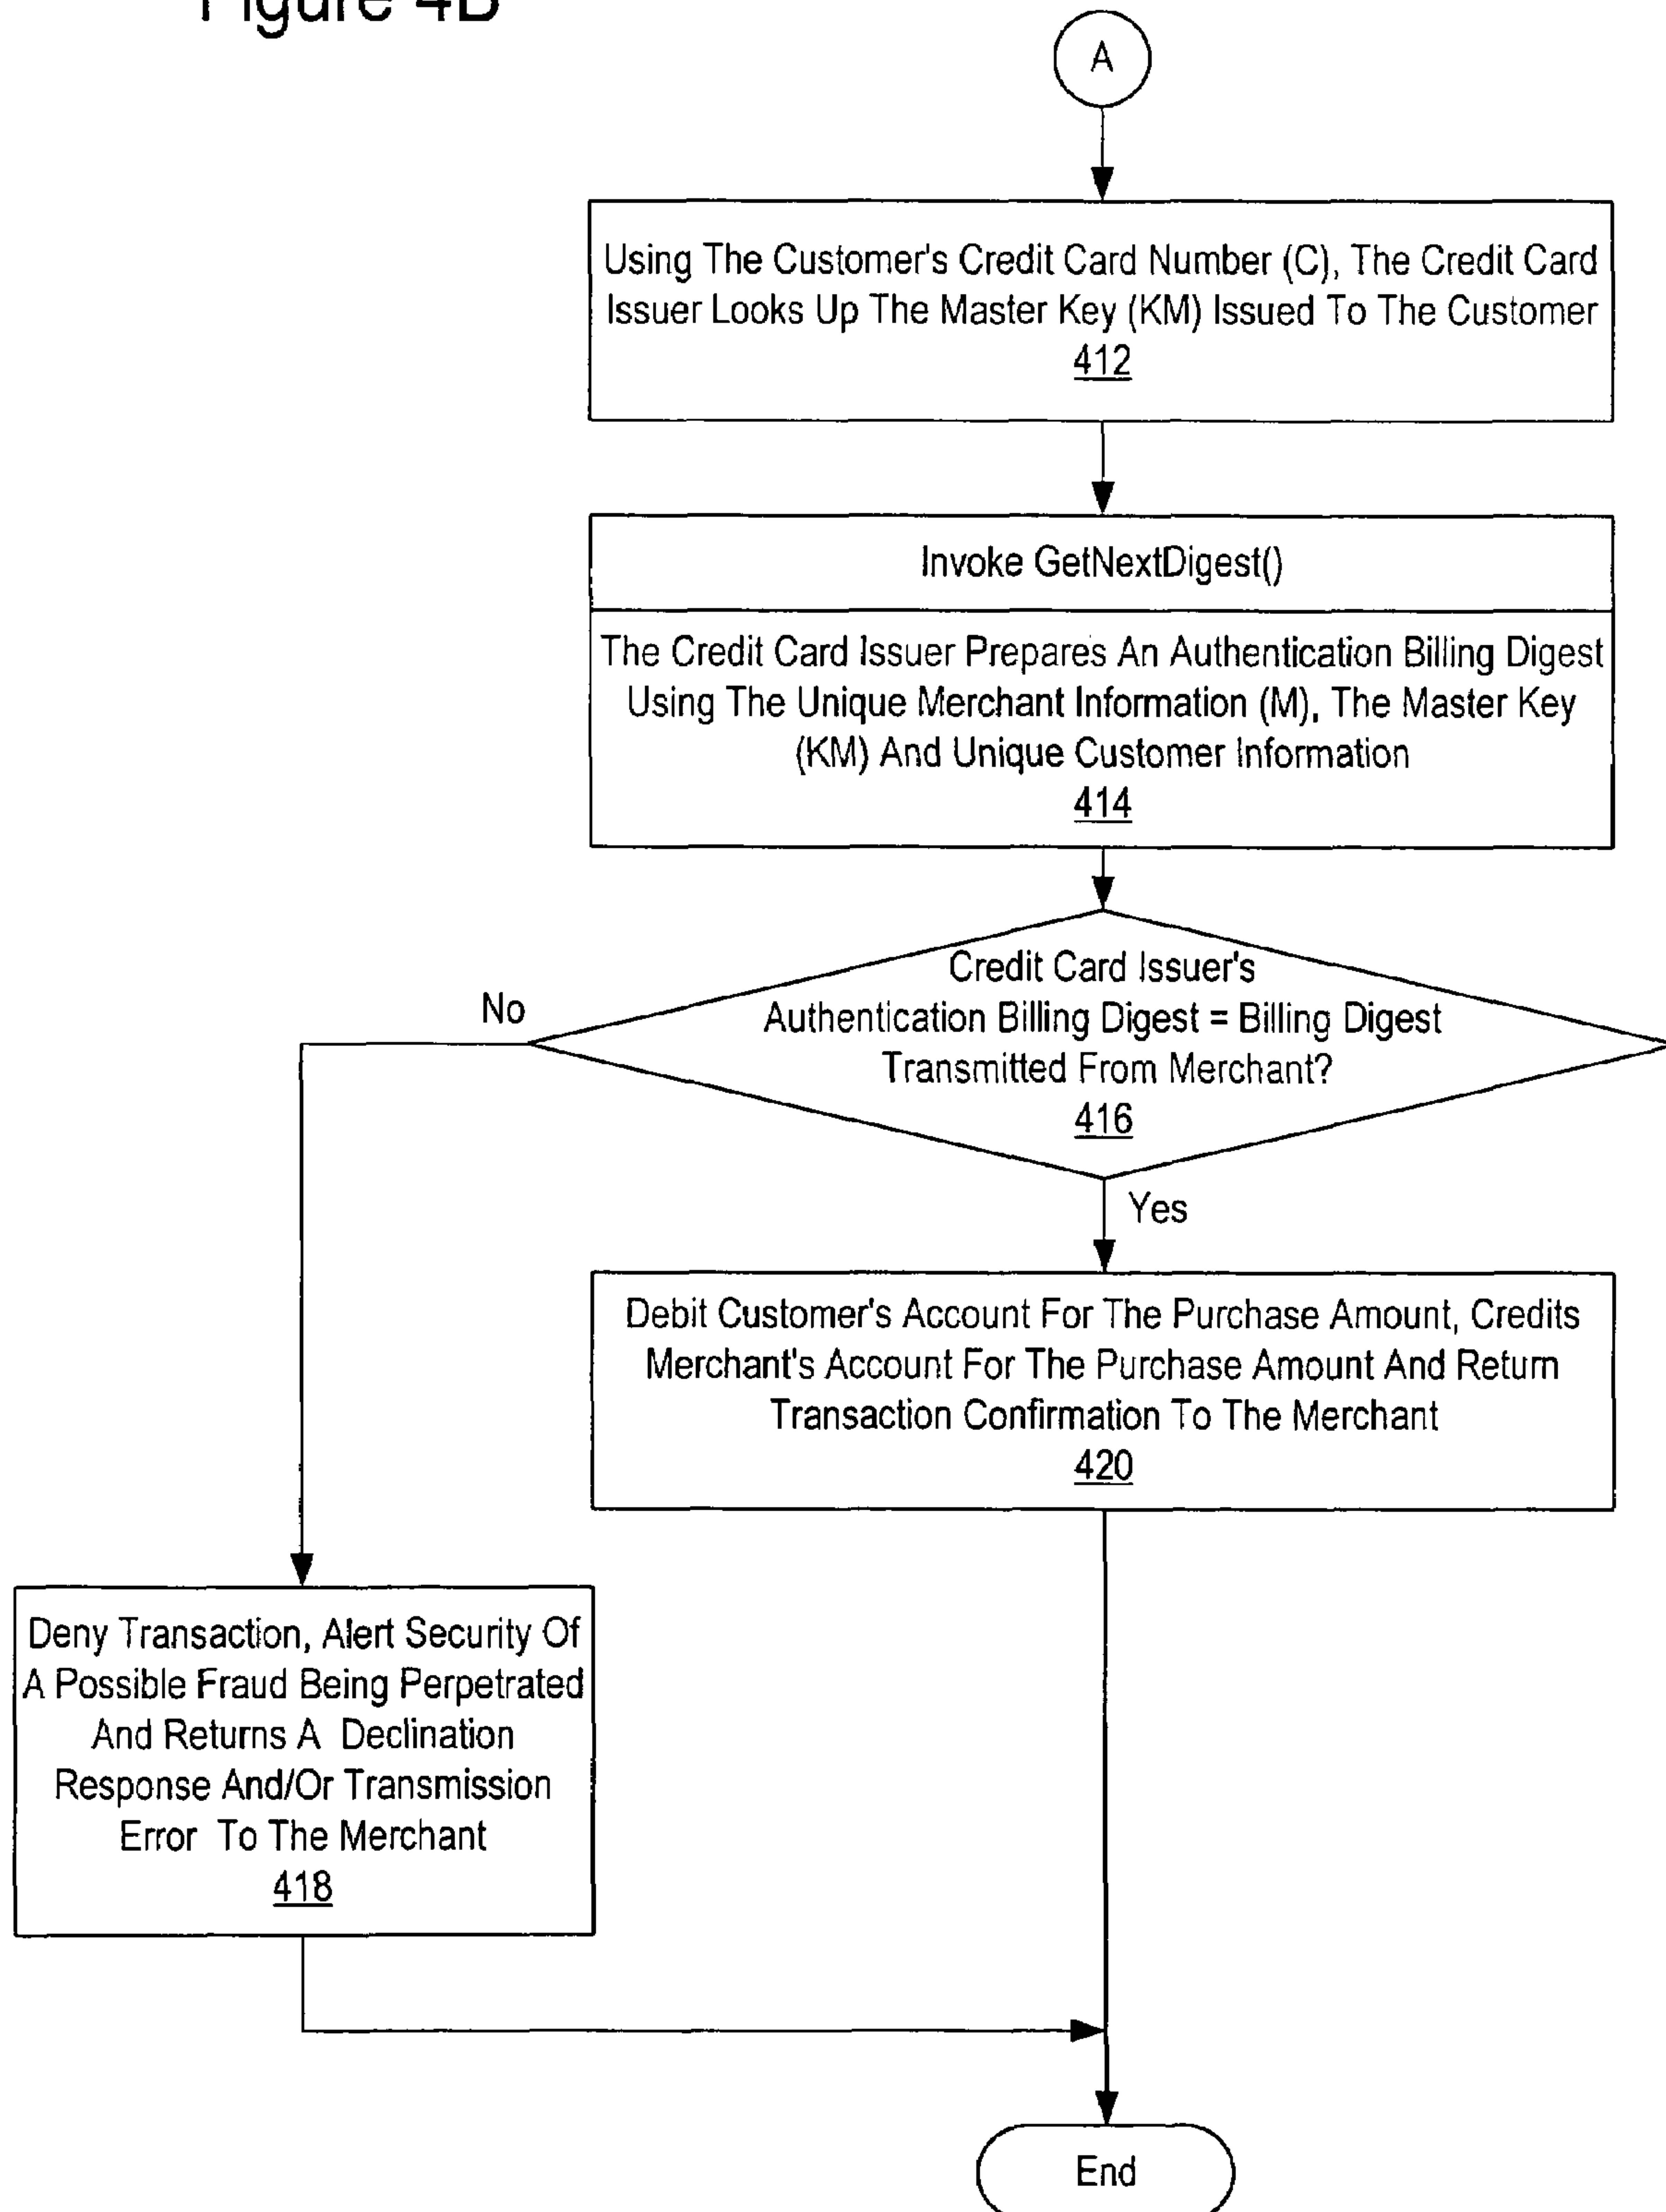 Figure 4B
A
Using The Customer's Credit Card Number (C), The Credit Card
Issuer Looks Up The Master Key (KM) Issued To The Customer
412
Invoke GetNextDigest()
The Credit Card Issuer Prepares An Authentication Billing Digest
Using The Unique Merchant Information (M), The Master Key
(KM) And Unique Customer Information
414
Credit Card Issuer's
Authentication Billing Digest = Billing Digest
Transmitted From Merchant?
416
No
Yes
Debit Customer's Account For The Purchase Amount, Credits
Merchant's Account For The Purchase Amount And Return
Transaction Confirmation To The Merchant
420
Deny Transaction, Alert Security Of
A Possible Fraud Being Perpetrated
And Returns A Declination
Response And/Or Transmission
Error To The Merchant
418
End